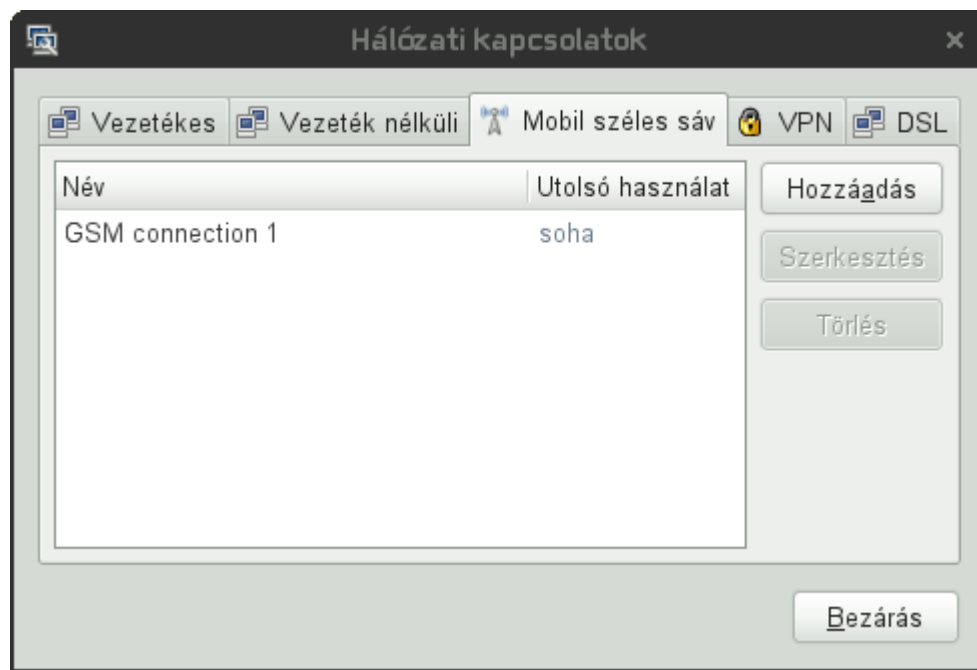 Hálózati kapcsolatok
Vezetékes Vezeték nélküli Mobil széles sáv VPN DSL
Név Utolsó használat Hozzáadás
GSM connection 1 soha
Szerkesztés
Törlés
Bezárás